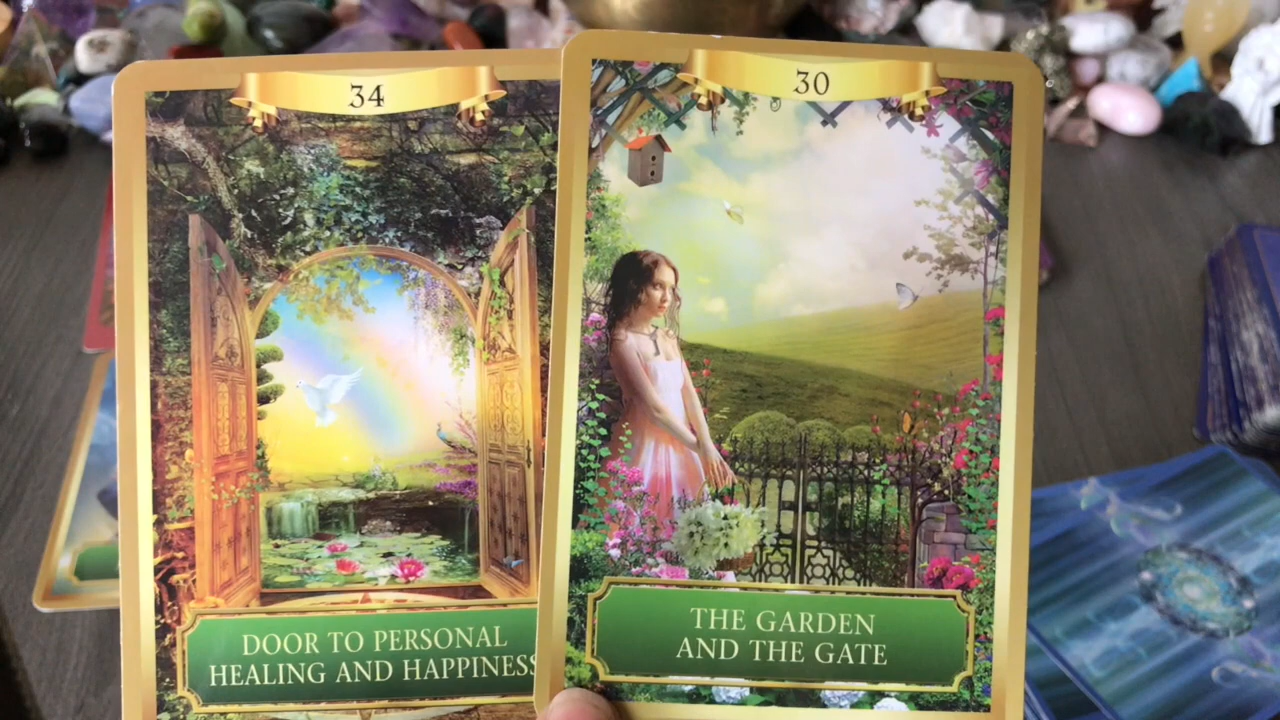 34
DOOR TO PERSONAL
HEALING AND HAPPINESS
30
THE GARDEN
AND THE GATE